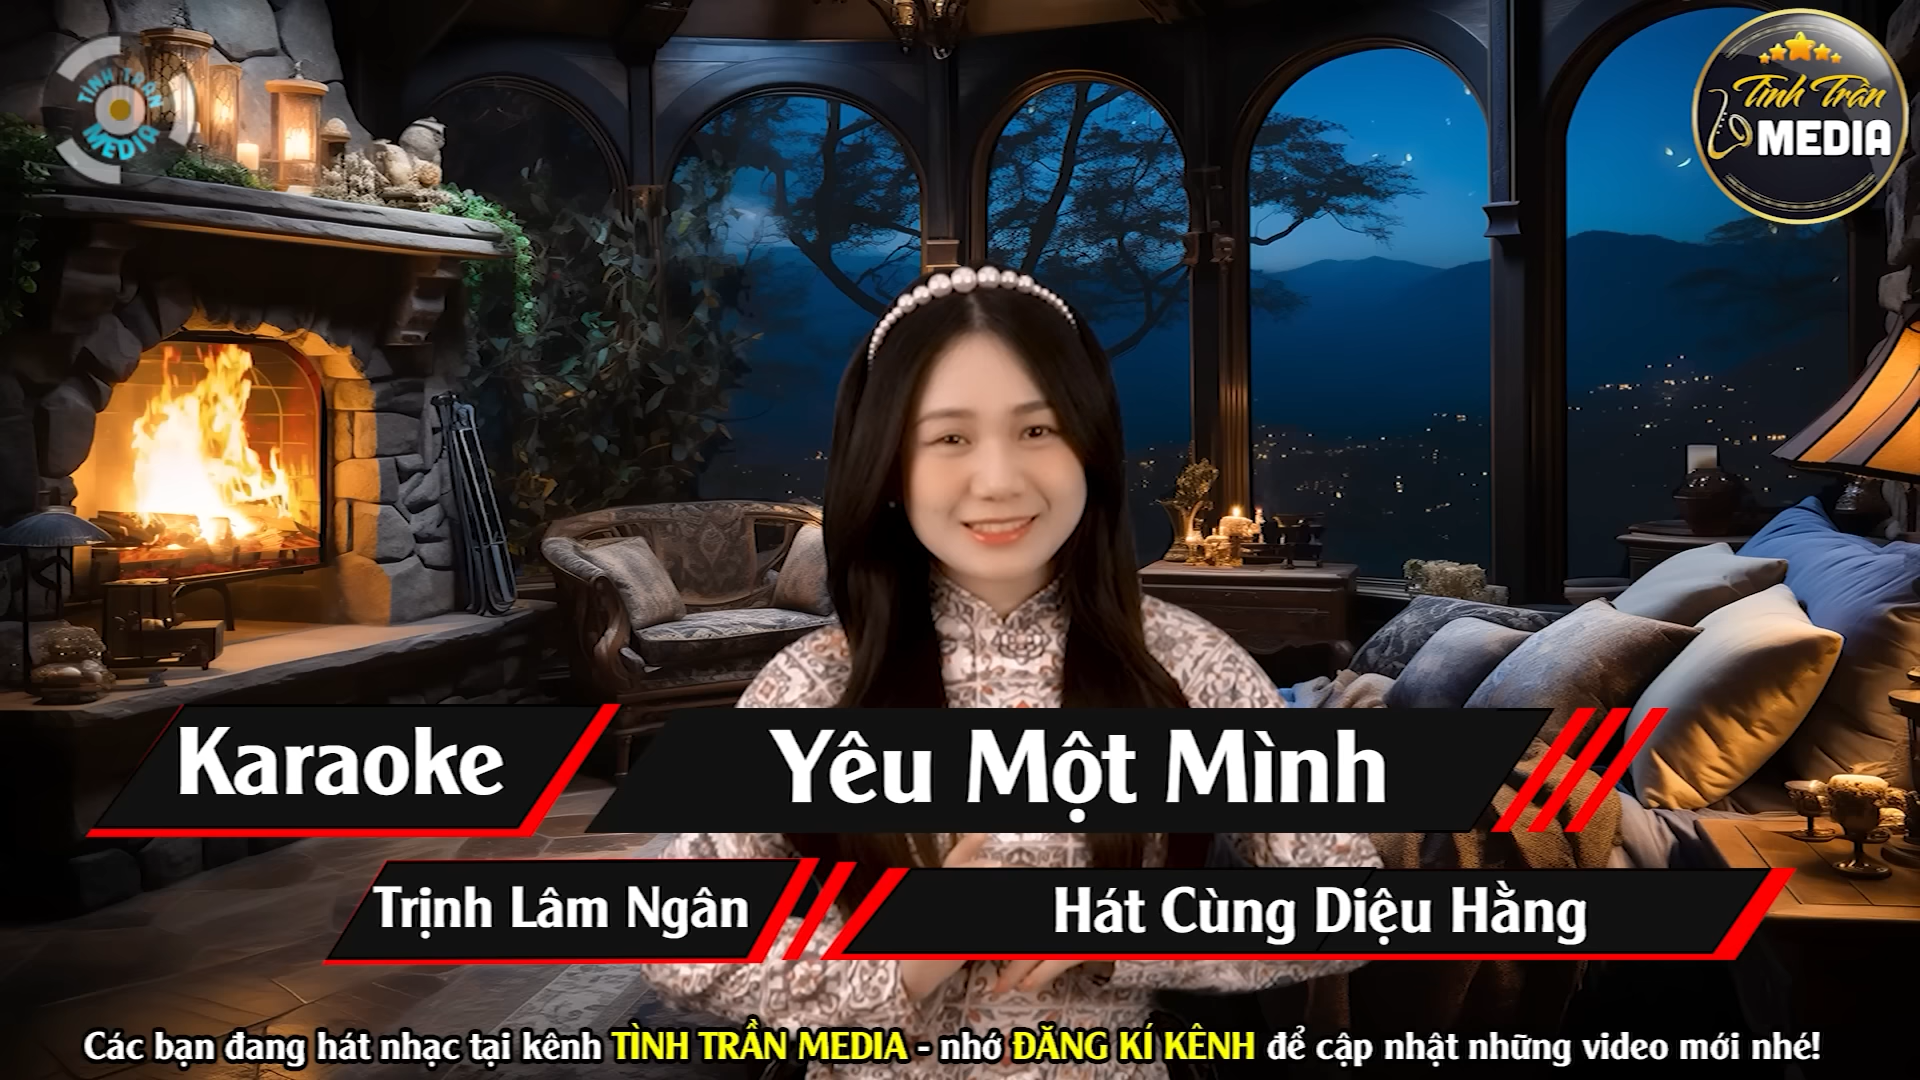 TÌNH TRẦN
MEDIA
Tình Trần
MEDIA
Karaoke
Yêu Một Mình
Trịnh Lâm Ngân
Hát Cùng Diệu Hằng
Các bạn đang hát nhạc tại kênh TÌNH TRẦN MEDIA - nhớ ĐĂNG KÍ KÊNH để cập nhật những video mới nhé!